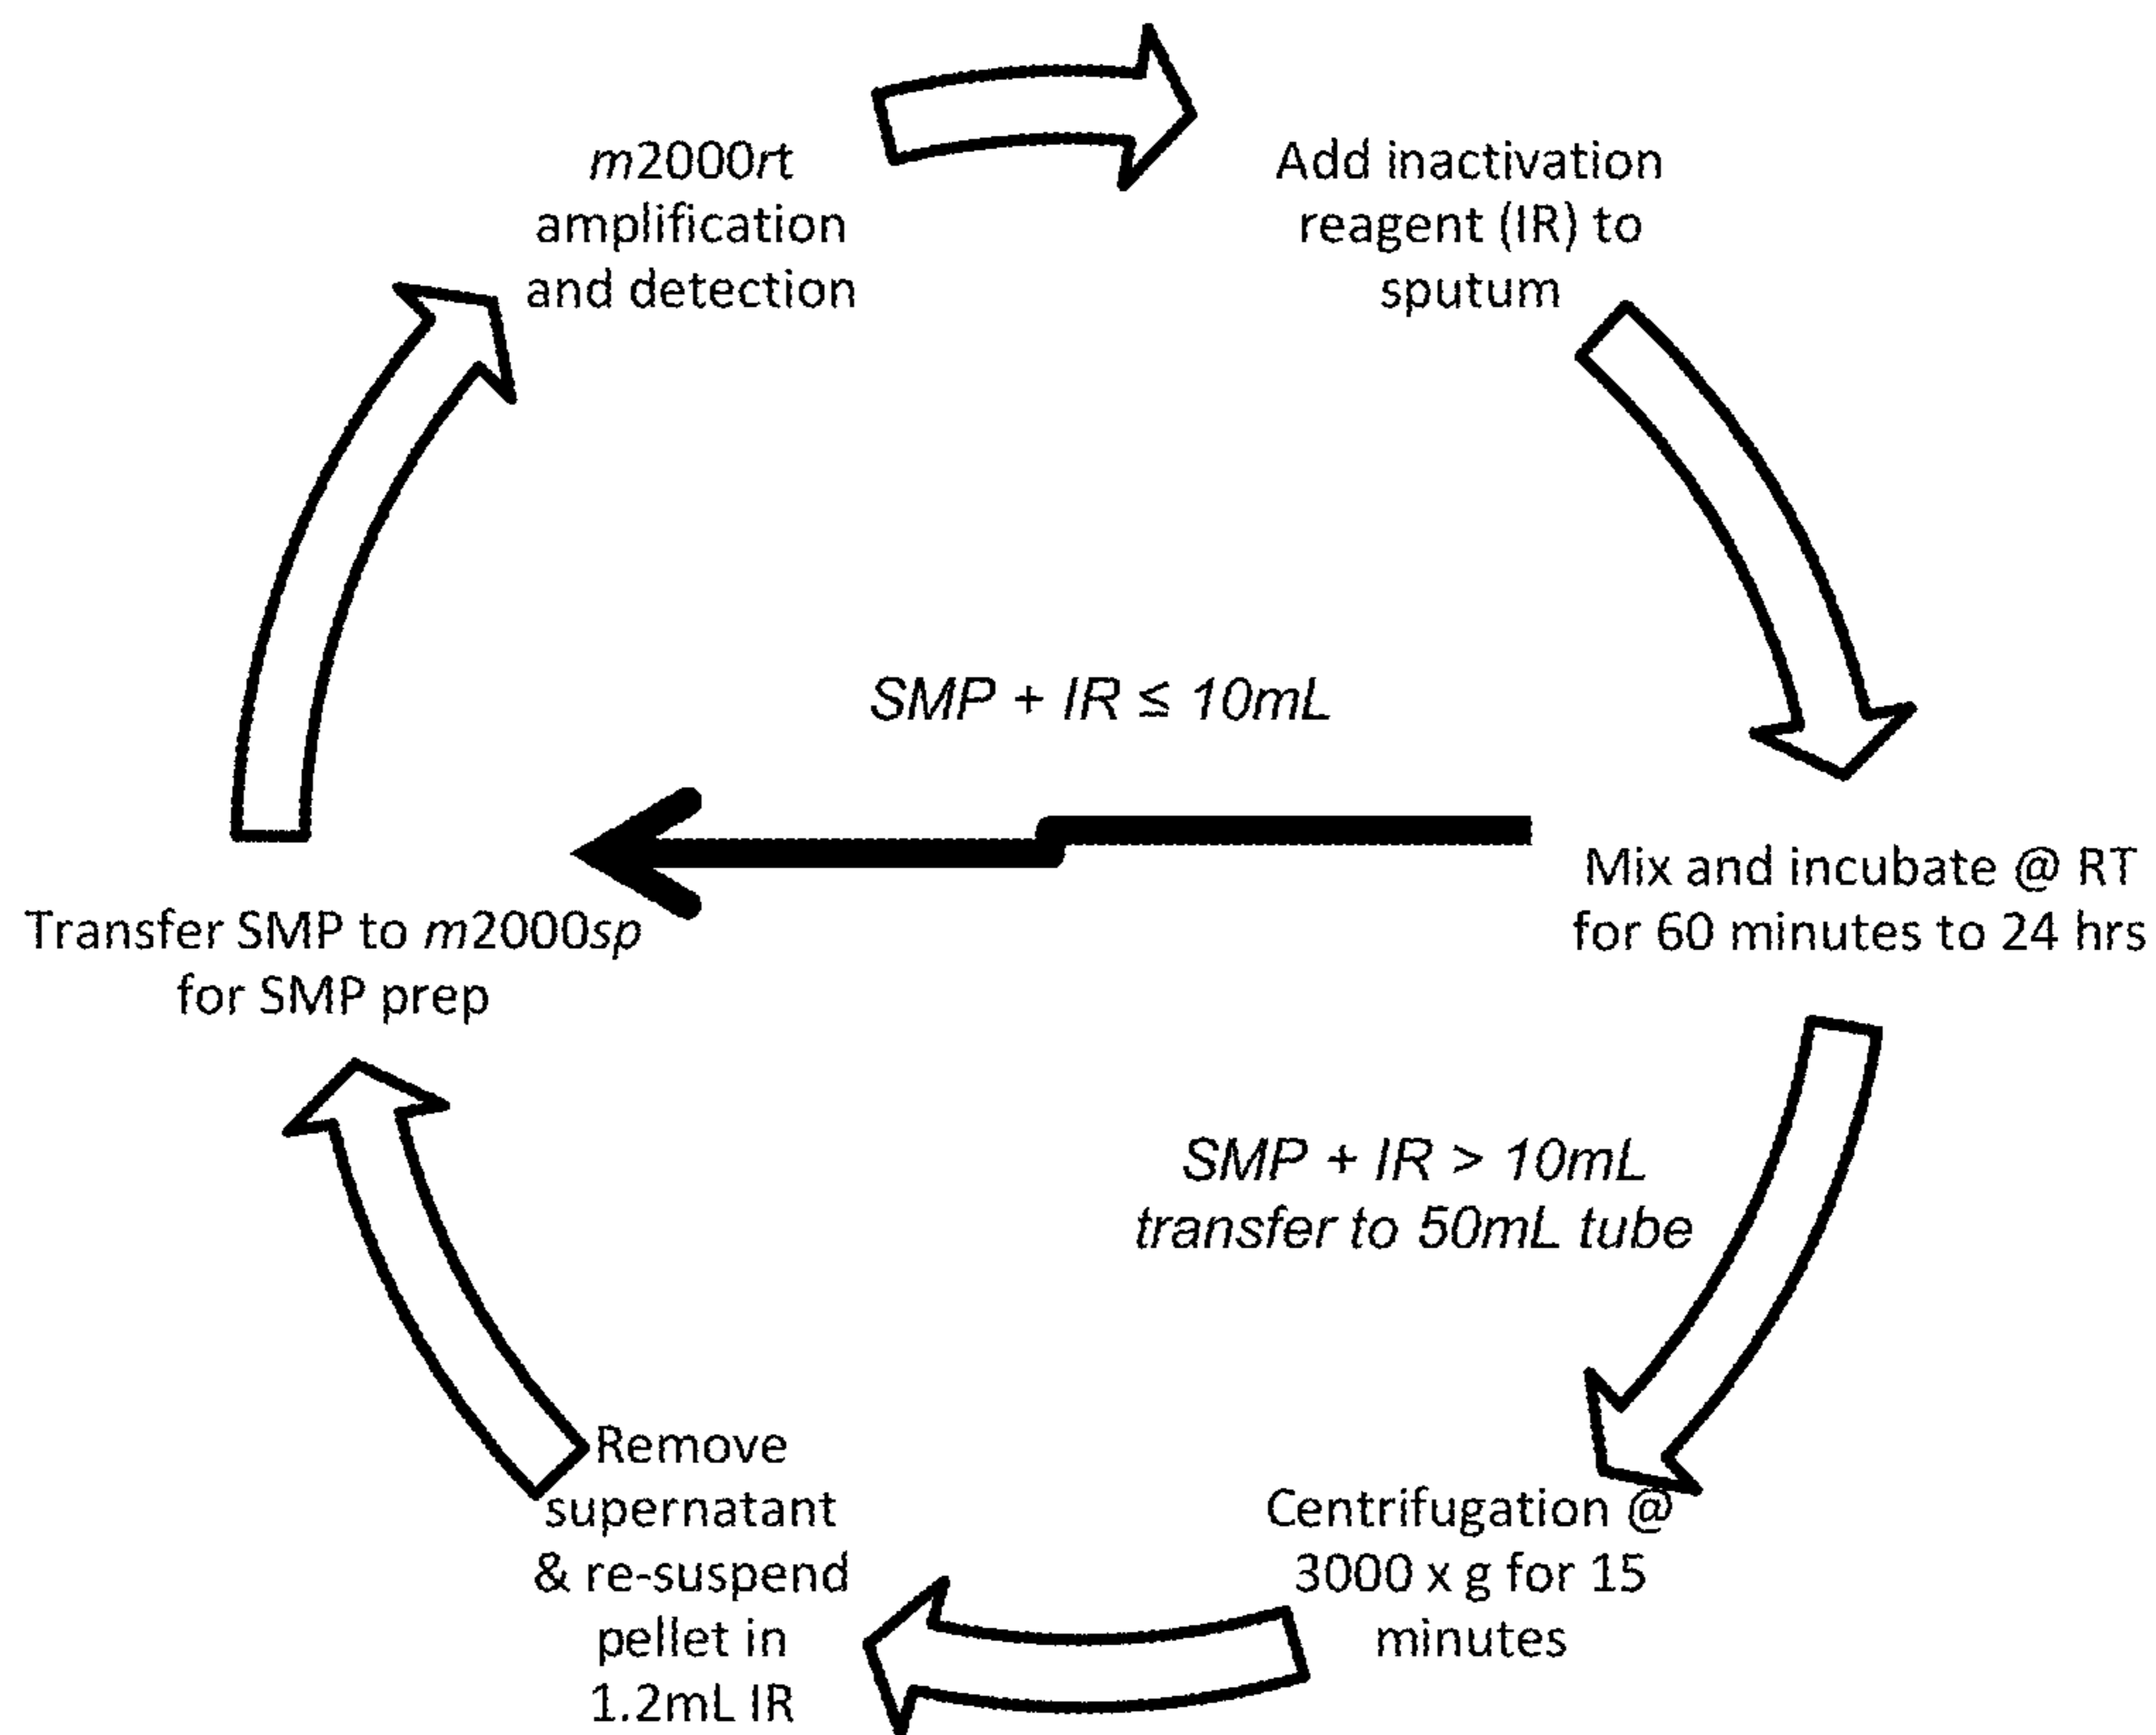 m2000rt
amplification
and detection
Add inactivation
reagent (IR) to
sputum
SMP + IR ≤ 10mL
Mix and incubate @ RT
for 60 minutes to 24 hrs
Transfer SMP to m2000sp
for SMP prep
SMP + IR > 10mL
transfer to 50mL tube
Centrifugation @
3000 x g for 15
minutes
Remove
supernatant
& re-suspend
pellet in
1.2mL IR